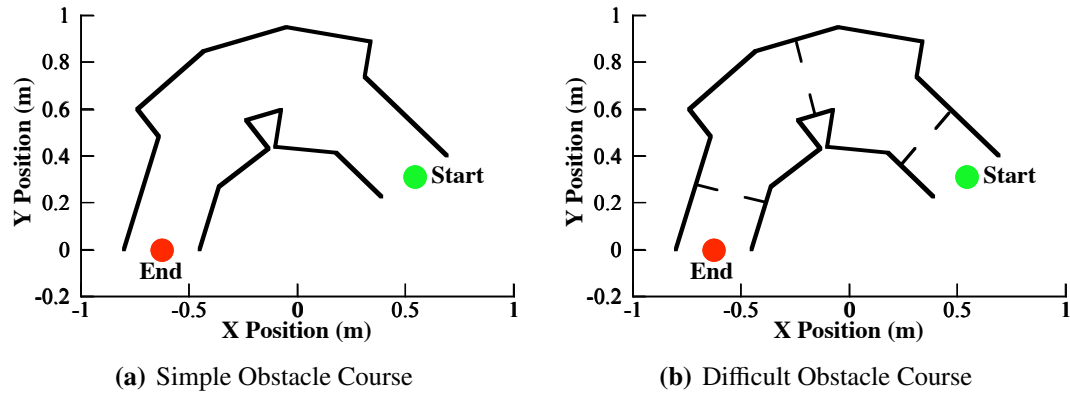 1
0.8
0.6
0.4
0.2
0
-0.2
Y Position (m)
-1
-0.5
0
0.5
1
X Position (m)
Start
End
(a) Simple Obstacle Course
1
0.8
0.6
0.4
0.2
0
-0.2
Y Position (m)
-1
-0.5
0
0.5
1
X Position (m)
Start
End
(b) Difficult Obstacle Course